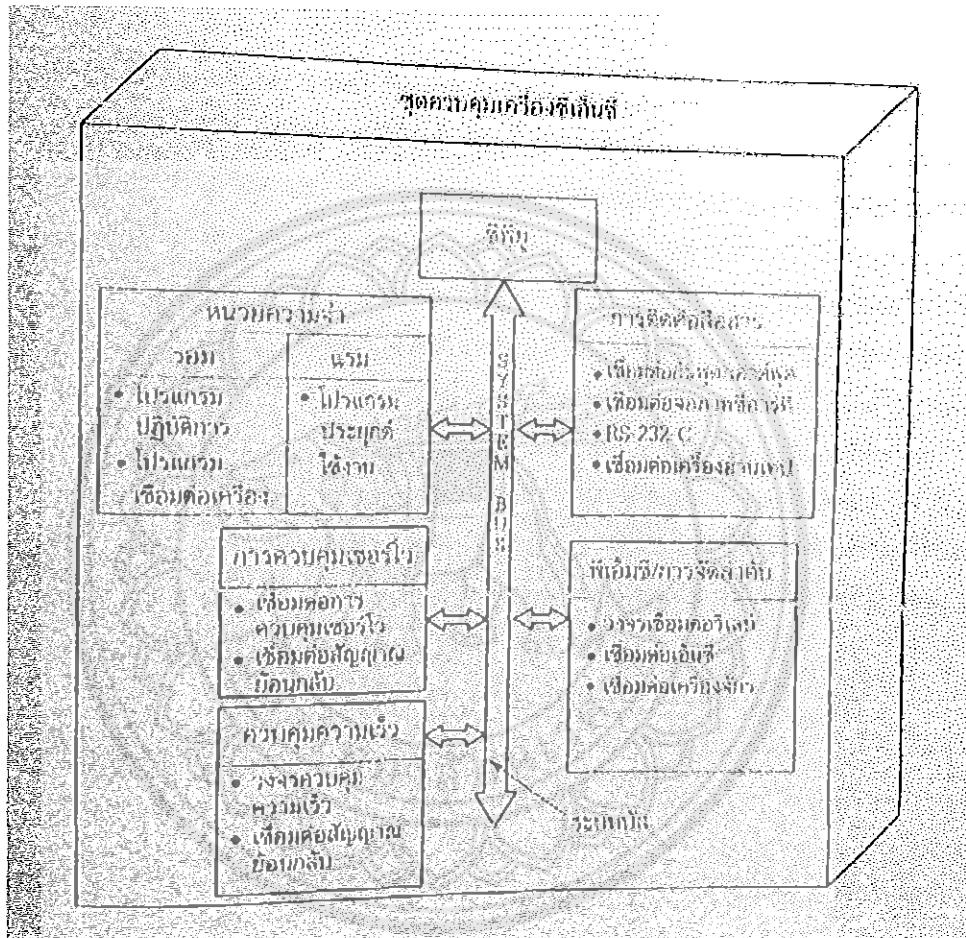 ชุดควบคุมเครื่องซีเอ็นซี
ซีพียู
หน่วยความจำ
รอม
แรม
• โปรแกรม
ปฏิบัติการ
• โปรแกรม
เชื่อมต่อเครื่อง
• โปรแกรม
ประยุกต์
ใช้งาน
SYSTEM BUS
การติดต่อสื่อสาร
• เชื่อมต่อ
• เชื่อมต่อจอภาพซีอาร์ที
• RS-232-C
• เชื่อมต่อเครื่องอ่านเทป
การควบคุมเซอร์โว
• เชื่อมต่อการ
ควบคุมเซอร์โว
• เชื่อมต่อสัญญาณ
ป้อนกลับ
พีเอ็มซี/การจัดลำดับ
• วงจรเชื่อมต่อรีเลย์
• เชื่อมต่อเอ็นซี
• เชื่อมต่อเครื่องจักร
ควบคุมความเร็ว
• วงจรควบคุม
ความเร็ว
• เชื่อมต่อสัญญาณ
ป้อนกลับ
ระบบบัส